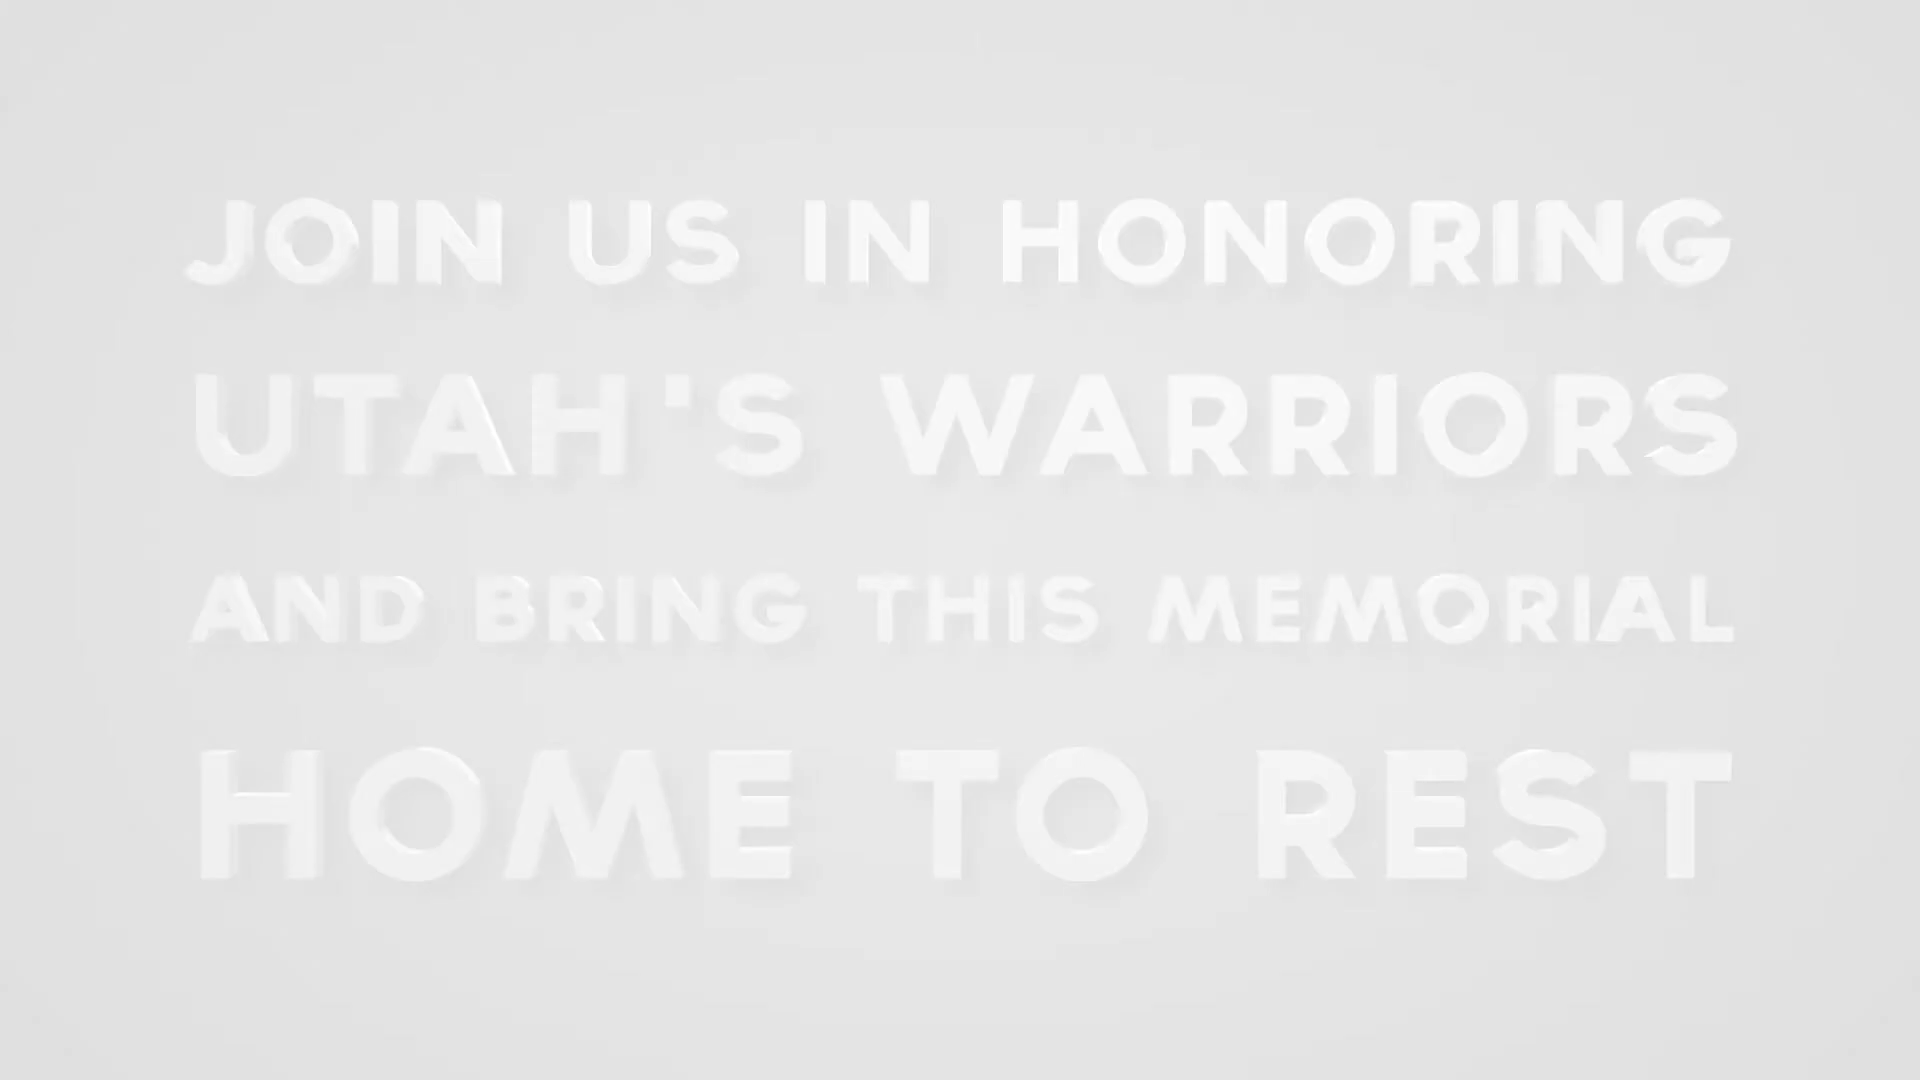 JOIN US IN HONORING
UTAH'S WARRIORS
AND BRING THIS MEMORIAL
HOME TO REST